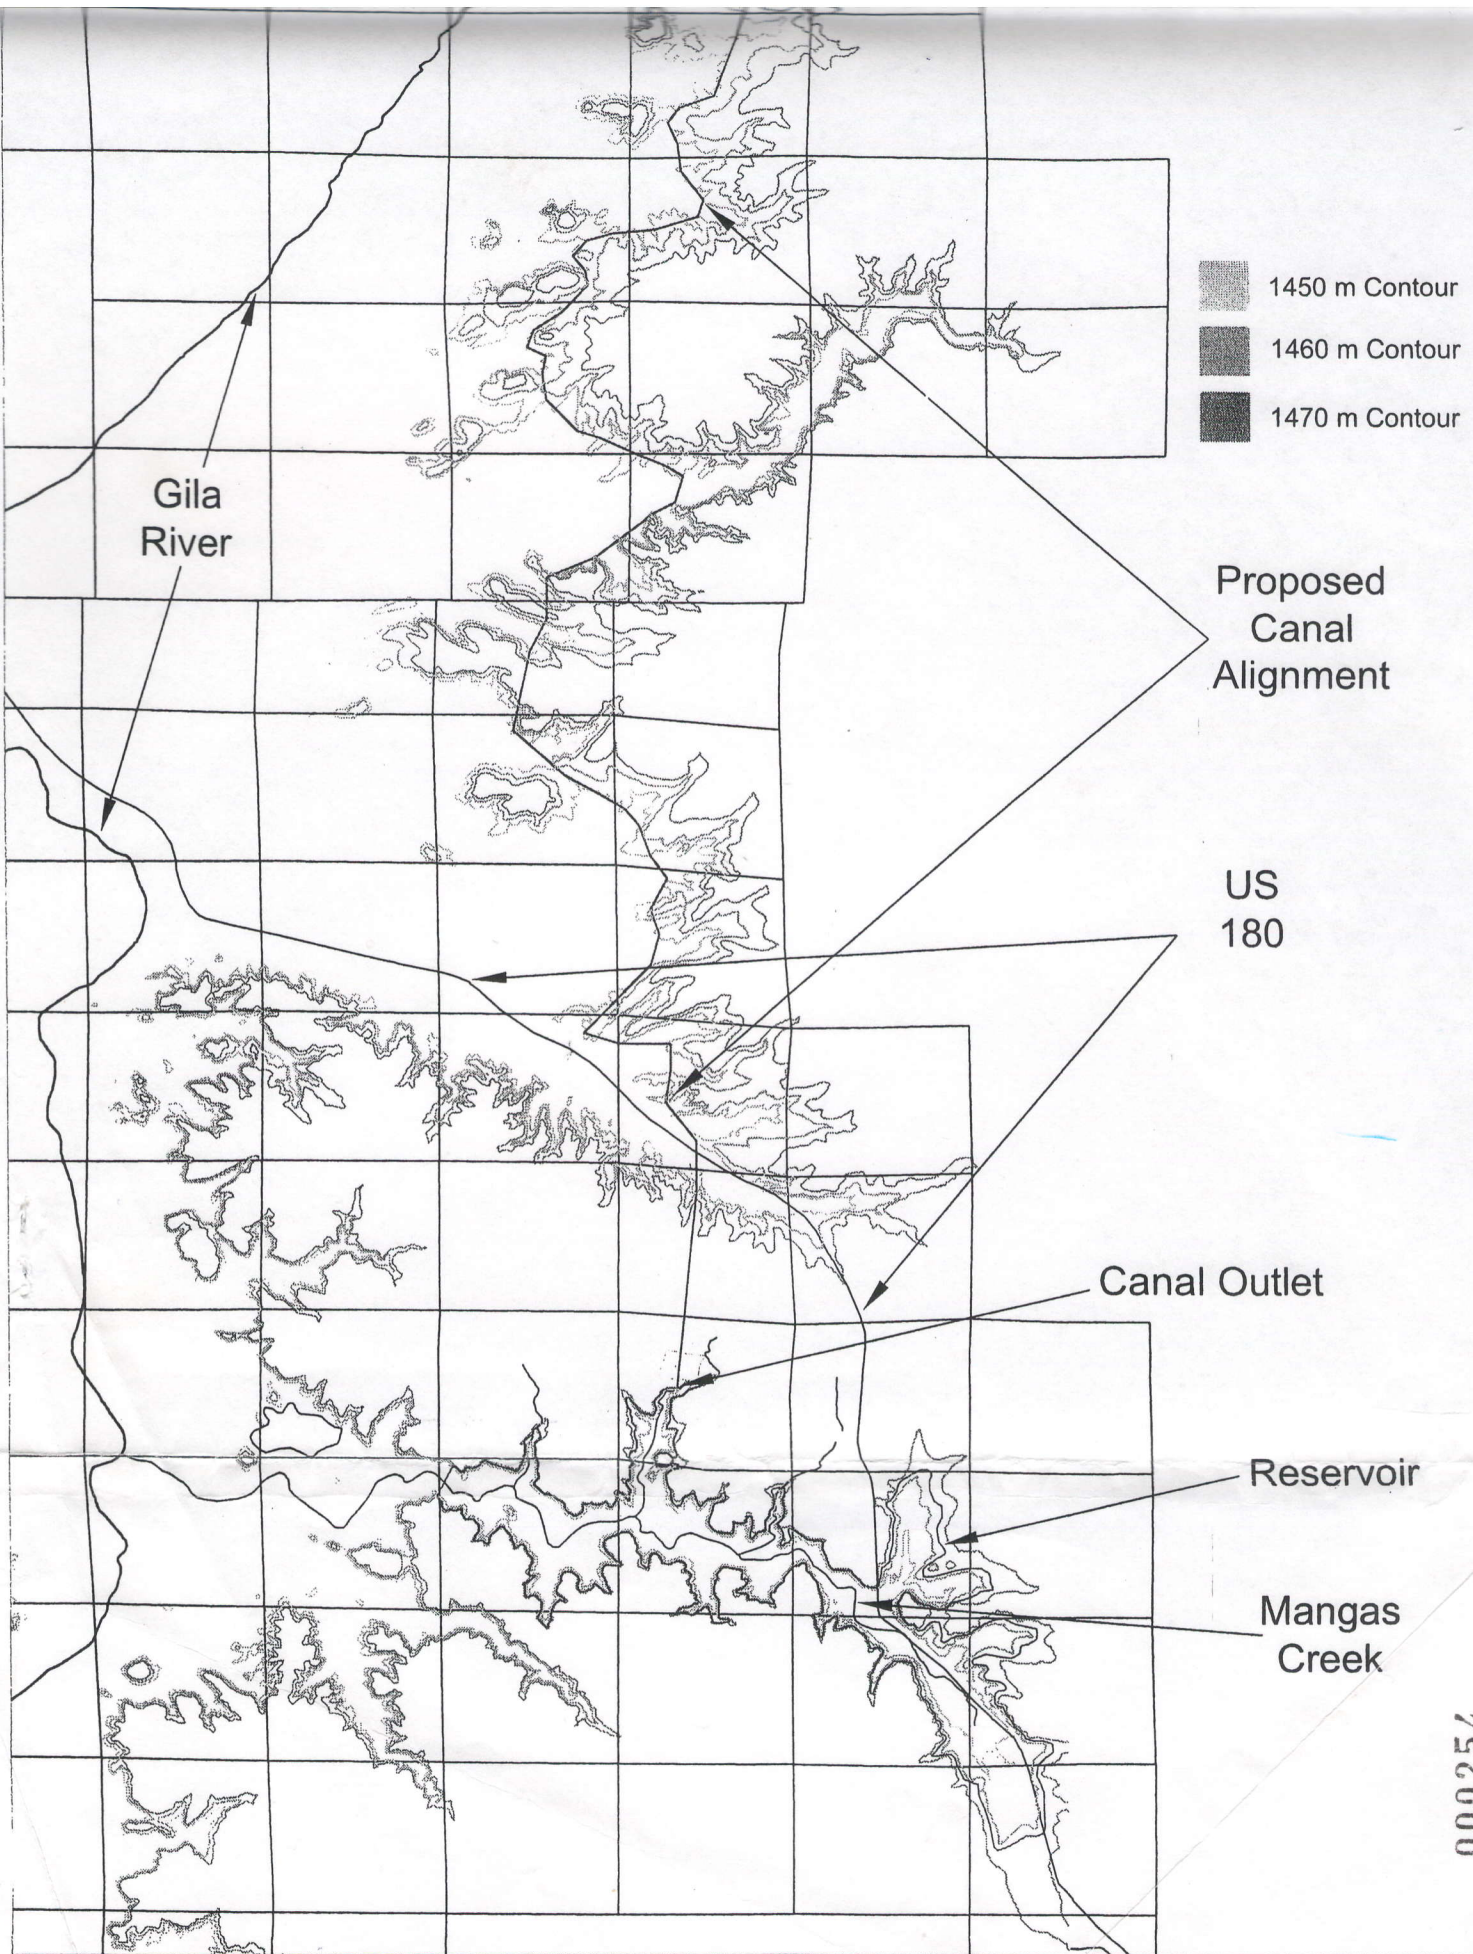 1450 m Contour
1460 m Contour
1470 m Contour
Gila
River
Proposed
Canal
Alignment
US
180
Canal Outlet
Reservoir
Mangas
Creek